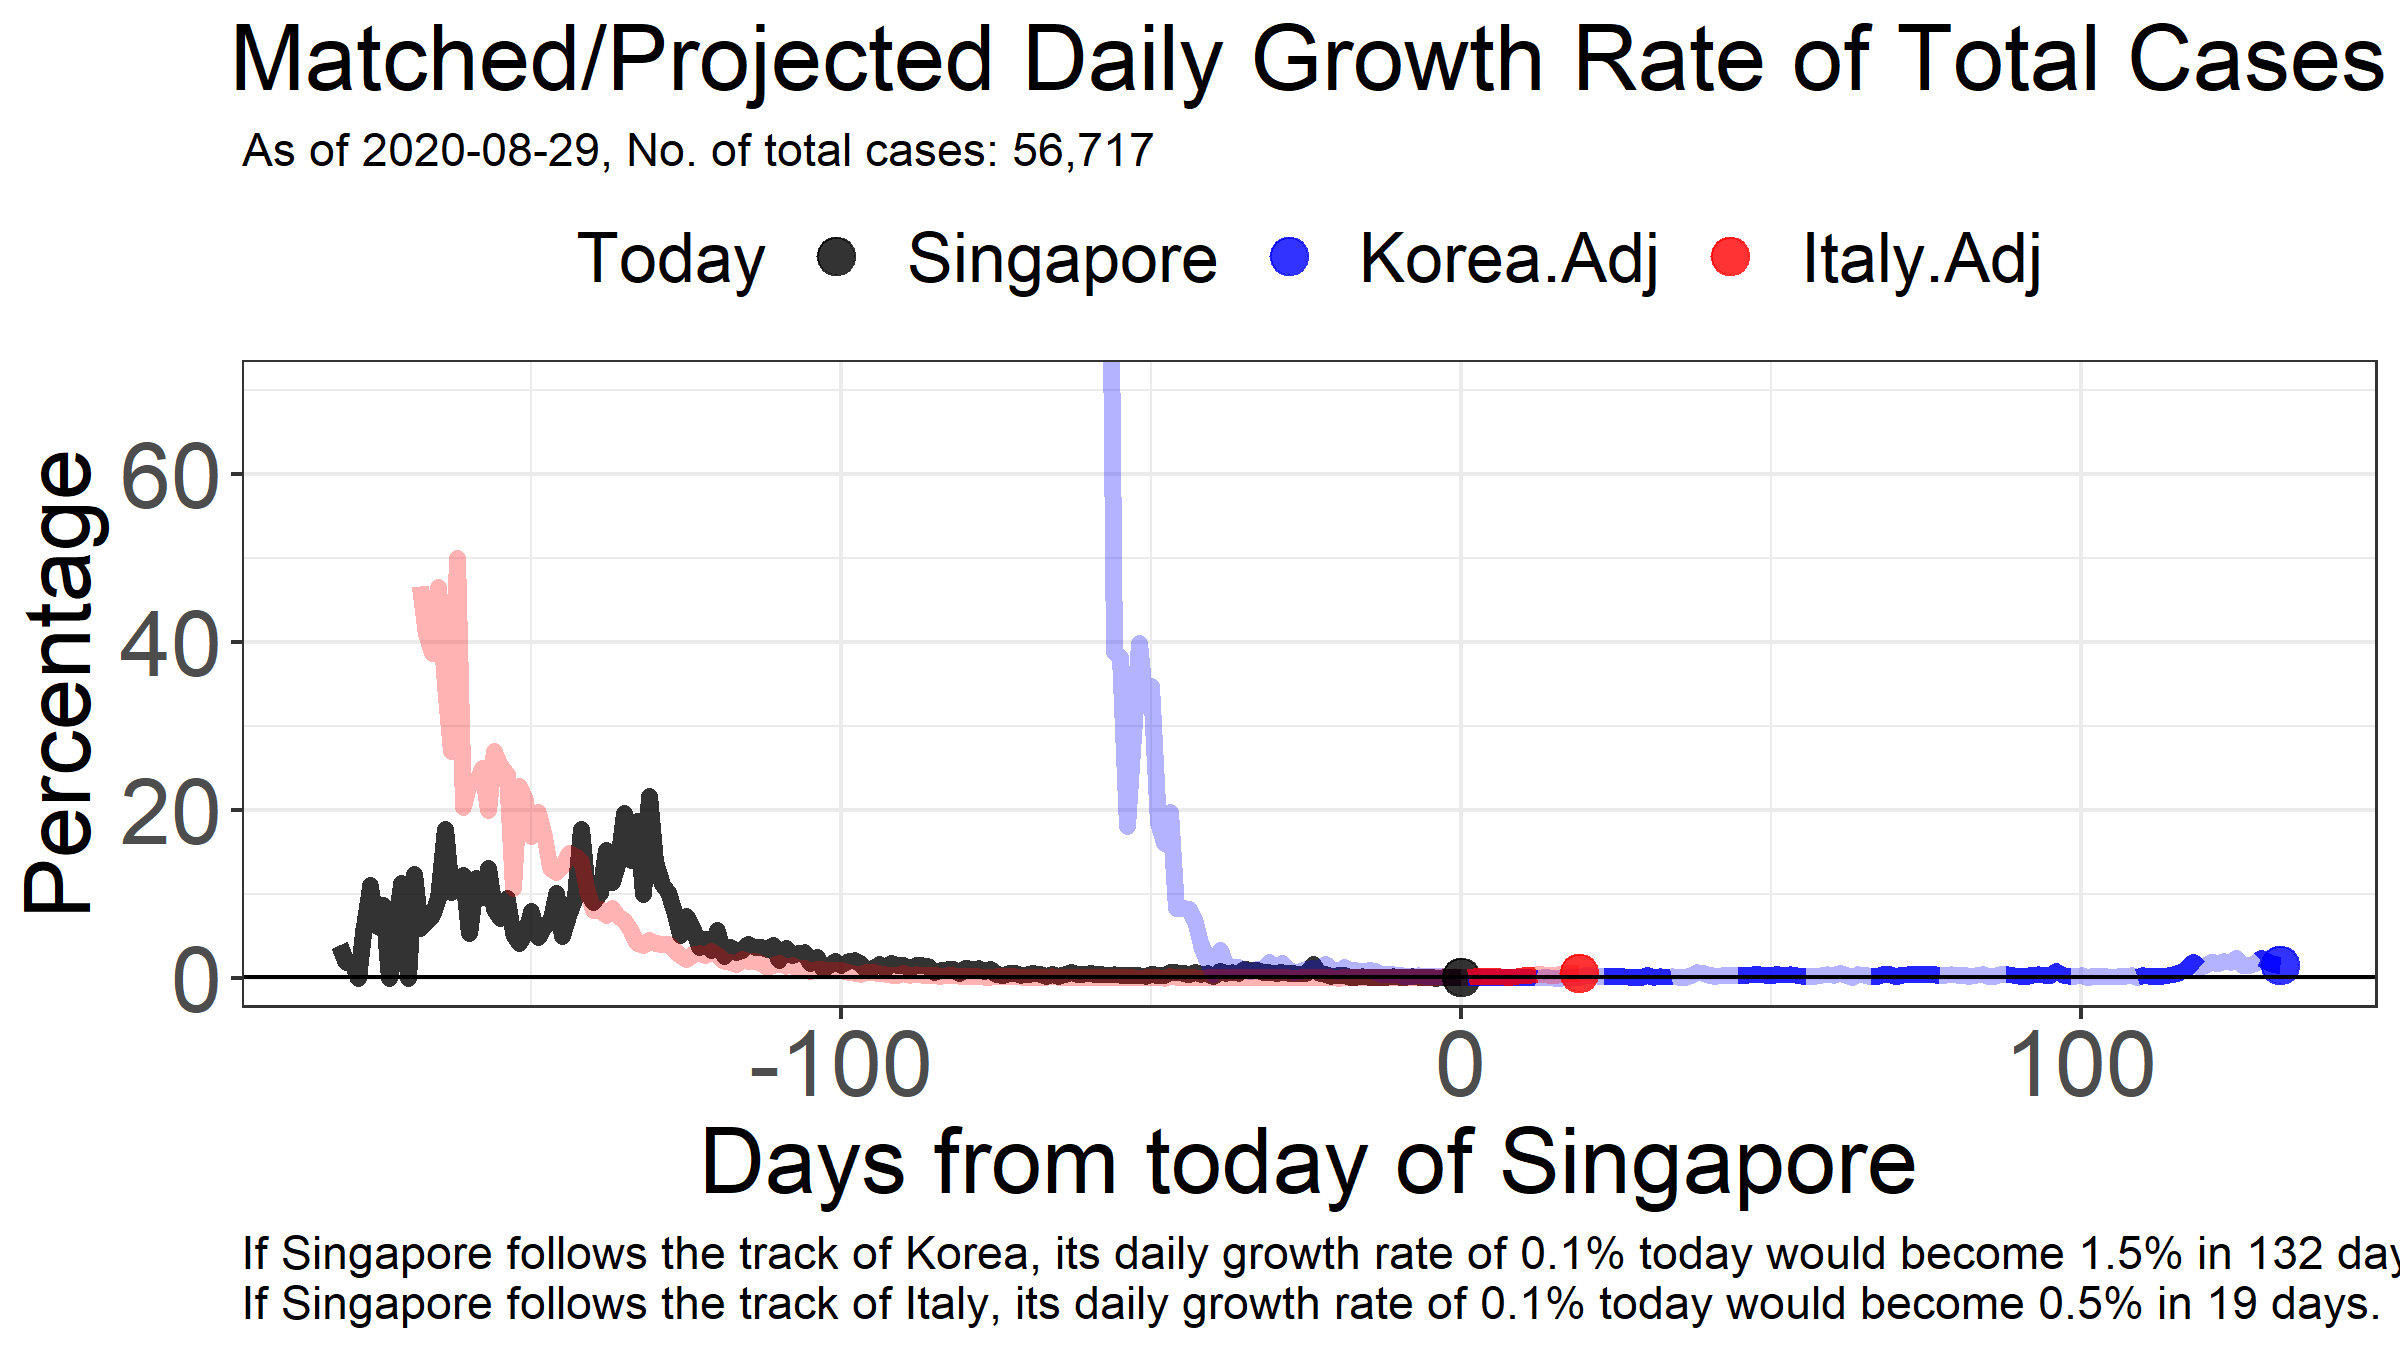 Matched/Projected Daily Growth Rate of Total Cases
As of 2020-08-29, No. of total cases: 56,717
Today Singapore Korea.Adj Italy.Adj
Percentage
60
40
20
0
-100 0 100
Days from today of Singapore
If Singapore follows the track of Korea, its daily growth rate of 0.1% today would become 1.5% in 132 day
If Singapore follows the track of Italy, its daily growth rate of 0.1% today would become 0.5% in 19 days.